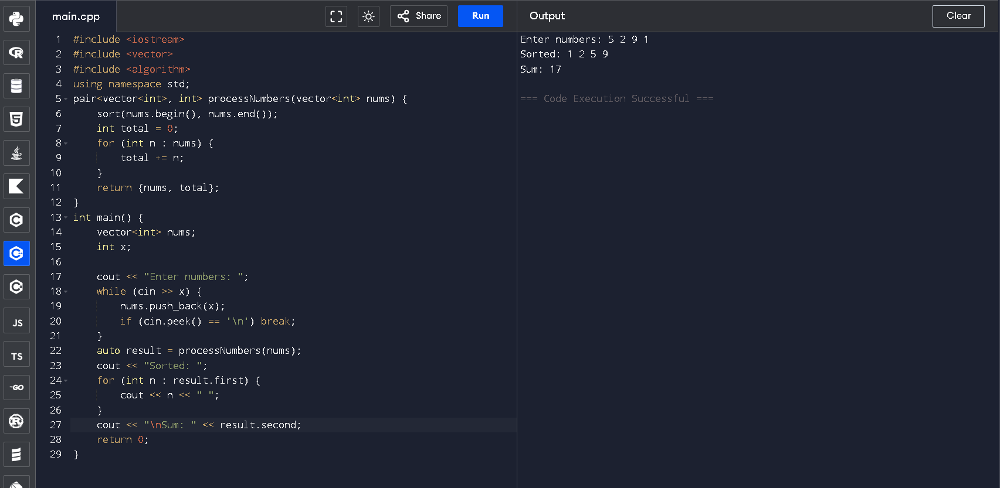 main.cpp
Share
Run
Output
Clear
1 #include <iostream>
2 #include <vector>
3 #include <algorithm>
4 using namespace std;
5 pair<vector<int>, int> processNumbers(vector<int> nums) {
6     sort(nums.begin(), nums.end());
7     int total = 0;
8     for (int n : nums) {
9         total += n;
10     }
11     return {nums, total};
12 }
13 int main() {
14     vector<int> nums;
15     int x;
16
17     cout << "Enter numbers: ";
18     while (cin >> x) {
19         nums.push_back(x);
20         if (cin.peek() == '\n') break;
21     }
22     auto result = processNumbers(nums);
23     cout << "Sorted: ";
24     for (int n : result.first) {
25         cout << n << " ";
26     }
27     cout << "\nSum: " << result.second;
28     return 0;
29 }
Enter numbers: 5 2 9 1
Sorted: 1 2 5 9
Sum: 17
=== Code Execution Successful ===
R
5
C
C
C
JS
TS
GO
R